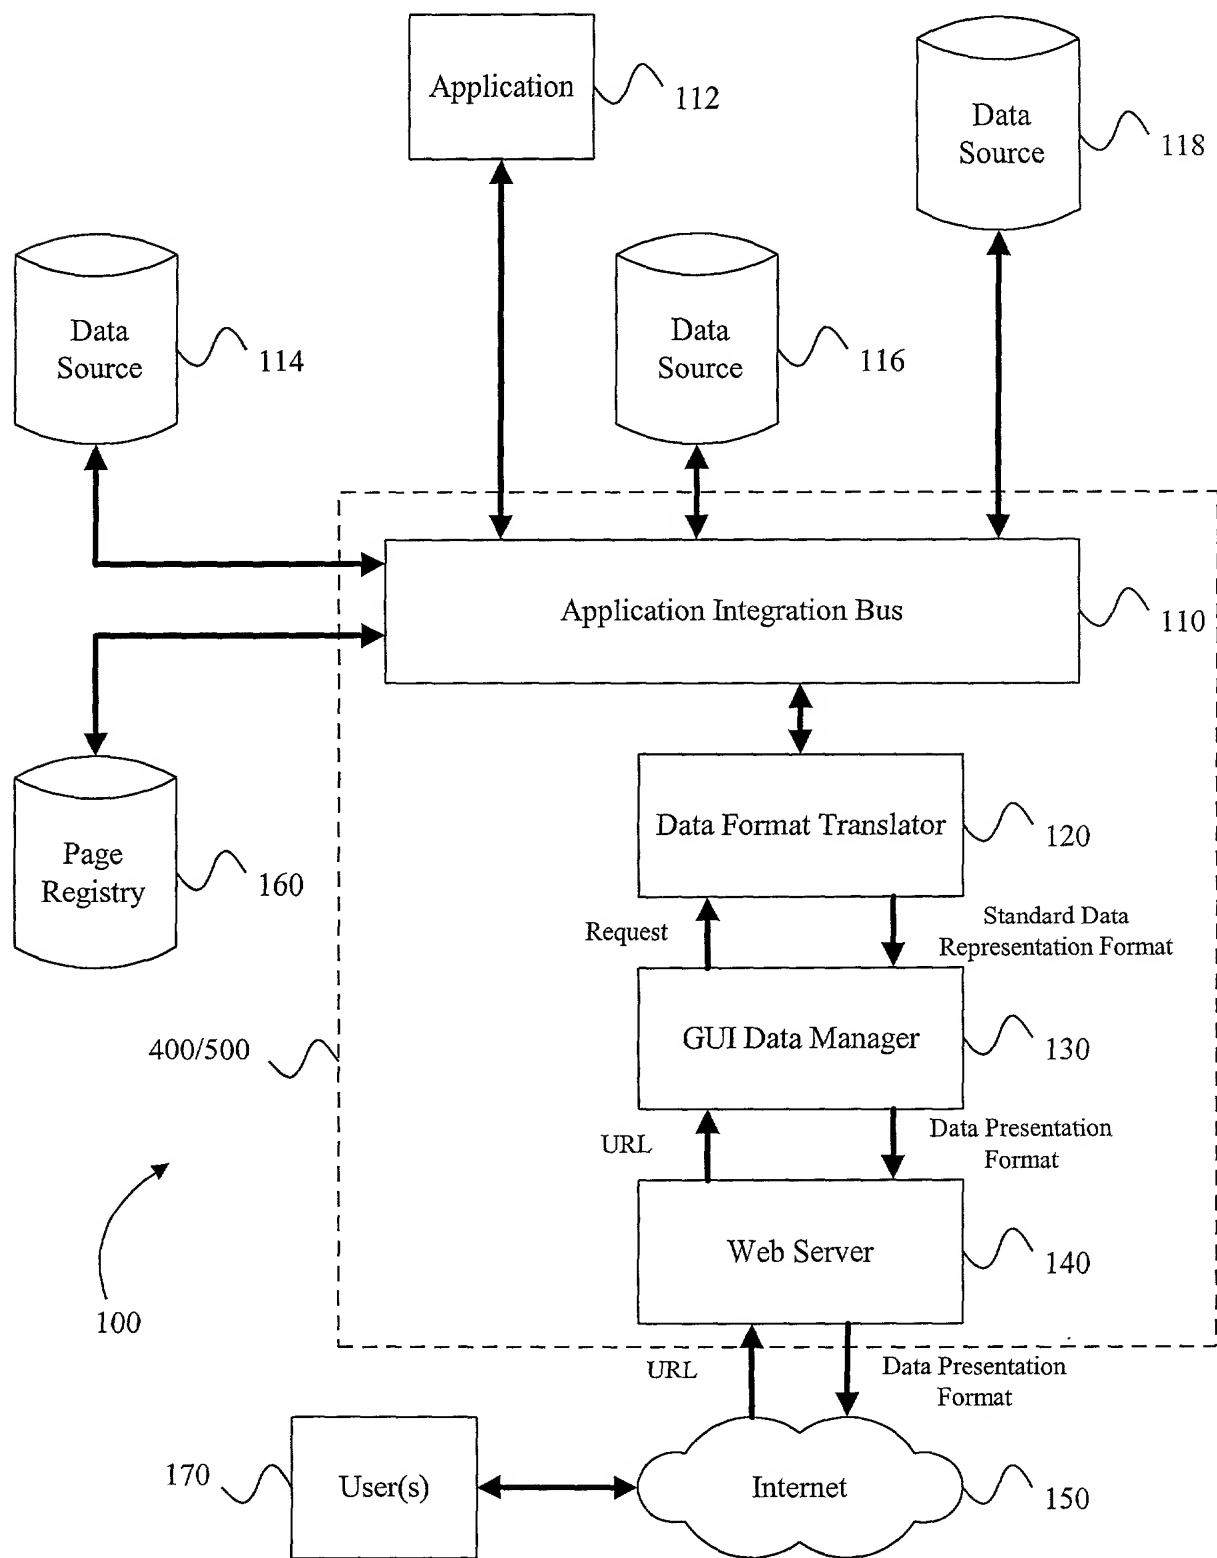 Application
112
Data
Source
118
Data
Source
114
Data
Source
116
Application Integration Bus
110
Data Format Translator
120
Page
Registry
160
Request
Standard Data
Representation Format
GUI Data Manager
130
400/500
URL
Data Presentation
Format
Web Server
140
100
URL
Data Presentation
Format
170
User(s)
Internet
150